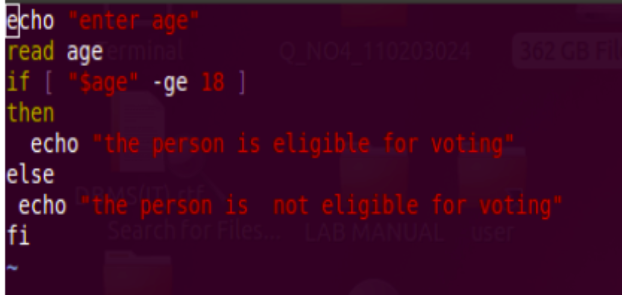 echo "enter age"
read age
Terminal
Q_NO4_110203024
362 GB Fil
if [ "$age" -ge 18 ]
then
  echo "the person is eligible for voting"
else
 echo "the person is  not eligible for voting"
fi
Search for Files... LAB MANUAL user
~